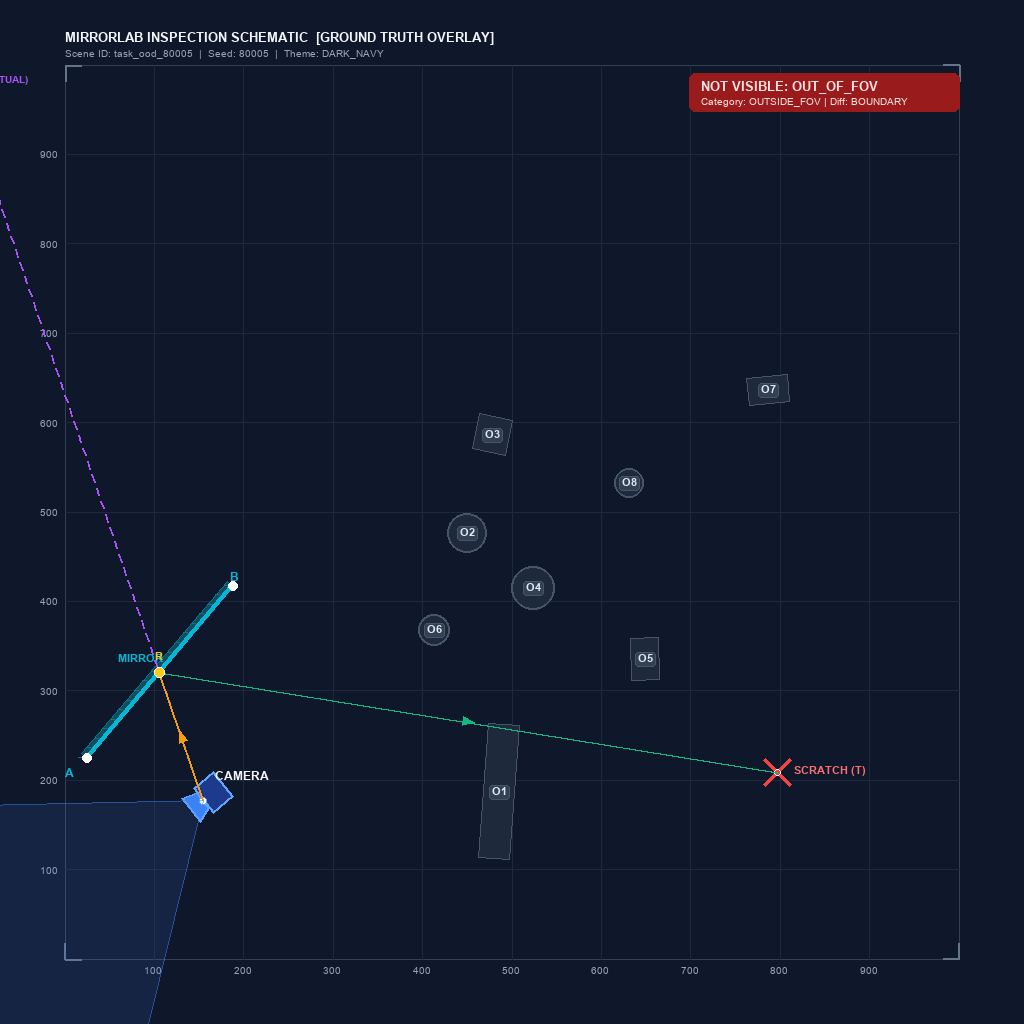 MIRRORLAB INSPECTION SCHEMATIC [GROUND TRUTH OVERLAY]
Scene ID: task_ood_80005 | Seed: 80005 | Theme: DARK_NAVY
TUAL)
NOT VISIBLE: OUT_OF_FOV
Category: OUTSIDE_FOV | Diff: BOUNDARY
900
800
700
600
500
400
300
200
100
O7
O3
O8
O2
O4
B
O6
MIRROR
R
O5
A
CAMERA
SCRATCH (T)
O1
100
200
300
400
500
600
700
800
900